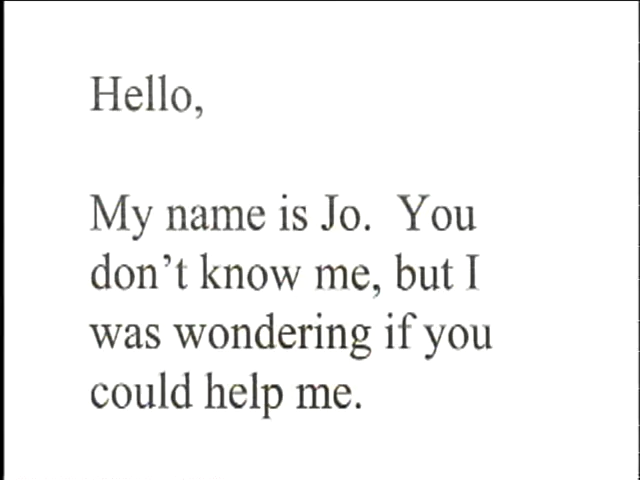 Hello,
My name is Jo.  You
don't know me, but I
was wondering if you
could help me.